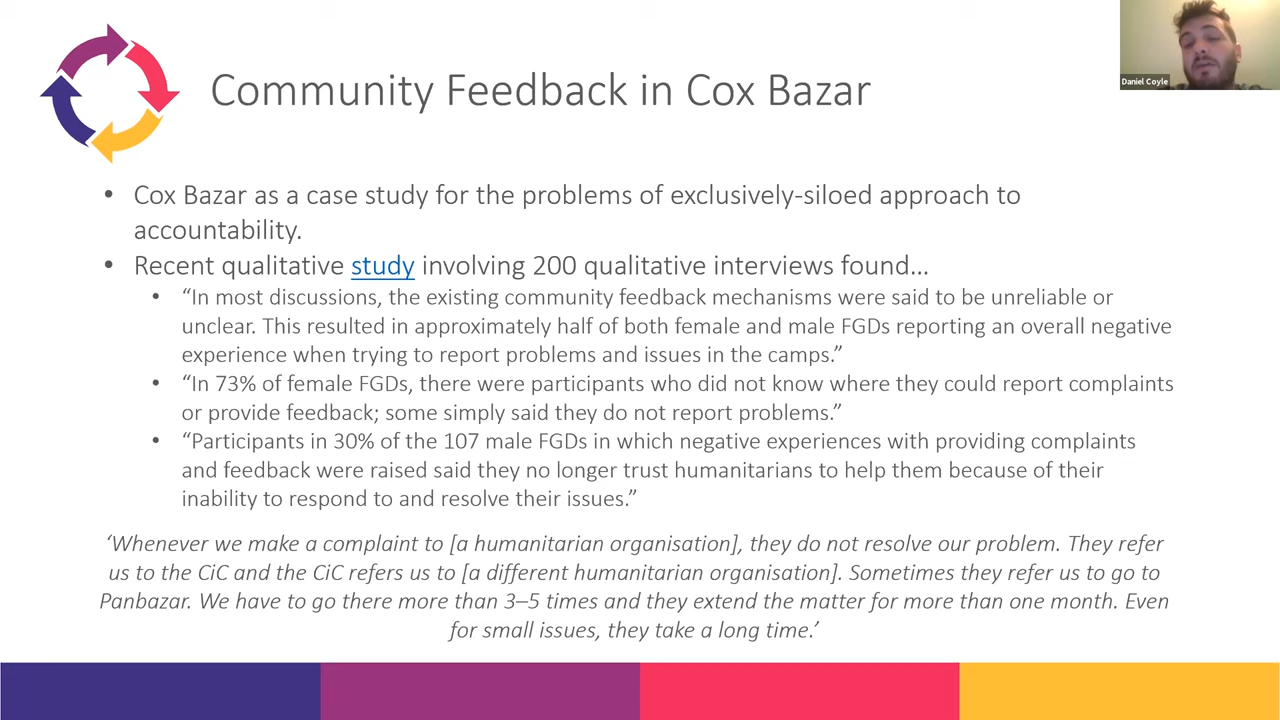 Community Feedback in Cox Bazar
Daniel Coyle
• Cox Bazar as a case study for the problems of exclusively-siloed approach to
accountability.
• Recent qualitative study involving 200 qualitative interviews found…
• “In most discussions, the existing community feedback mechanisms were said to be unreliable or
unclear. This resulted in approximately half of both female and male FGDs reporting an overall negative
experience when trying to report problems and issues in the camps.”
• “In 73% of female FGDs, there were participants who did not know where they could report complaints
or provide feedback; some simply said they do not report problems.”
• “Participants in 30% of the 107 male FGDs in which negative experiences with providing complaints
and feedback were raised said they no longer trust humanitarians to help them because of their
inability to respond to and resolve their issues.”
‘Whenever we make a complaint to [a humanitarian organisation], they do not resolve our problem. They refer
us to the CiC and the CiC refers us to [a different humanitarian organisation]. Sometimes they refer us to go to
Panbazar. We have to go there more than 3–5 times and they extend the matter for more than one month. Even
for small issues, they take a long time.’